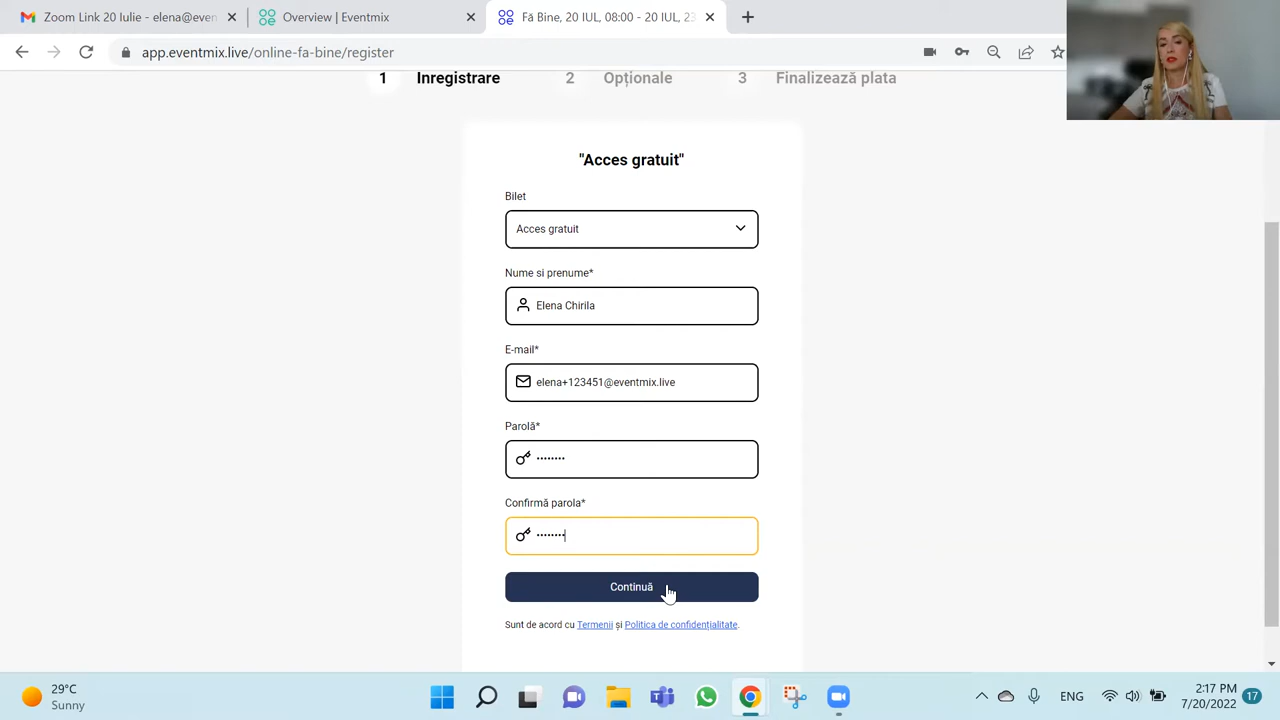 Zoom Link 20 Iulie - elena@even
Overview | Eventmix
Fă Bine, 20 IUL, 08:00 - 20 IUL, 23
app.eventmix.live/online-fa-bine/register
1 Inregistrare 2 Opționale 3 Finalizează plata
"Acces gratuit"
Bilet
Acces gratuit
Nume si prenume*
Elena Chirila
E-mail*
elena+123451@eventmix.live
Parolă*
Confirmă parola*
Continuă
Sunt de acord cu Termenii și Politica de confidențialitate.
29°C
Sunny
ENG
2:17 PM
7/20/2022
17